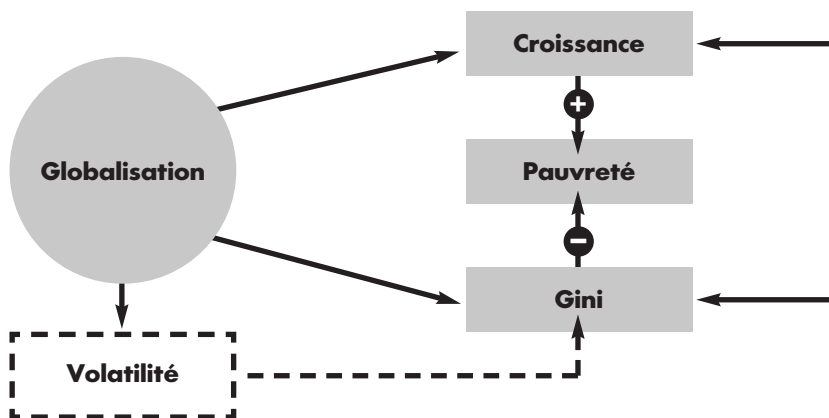 Croissance
+
Globalisation
Pauvreté
−
Gini
Volatilité